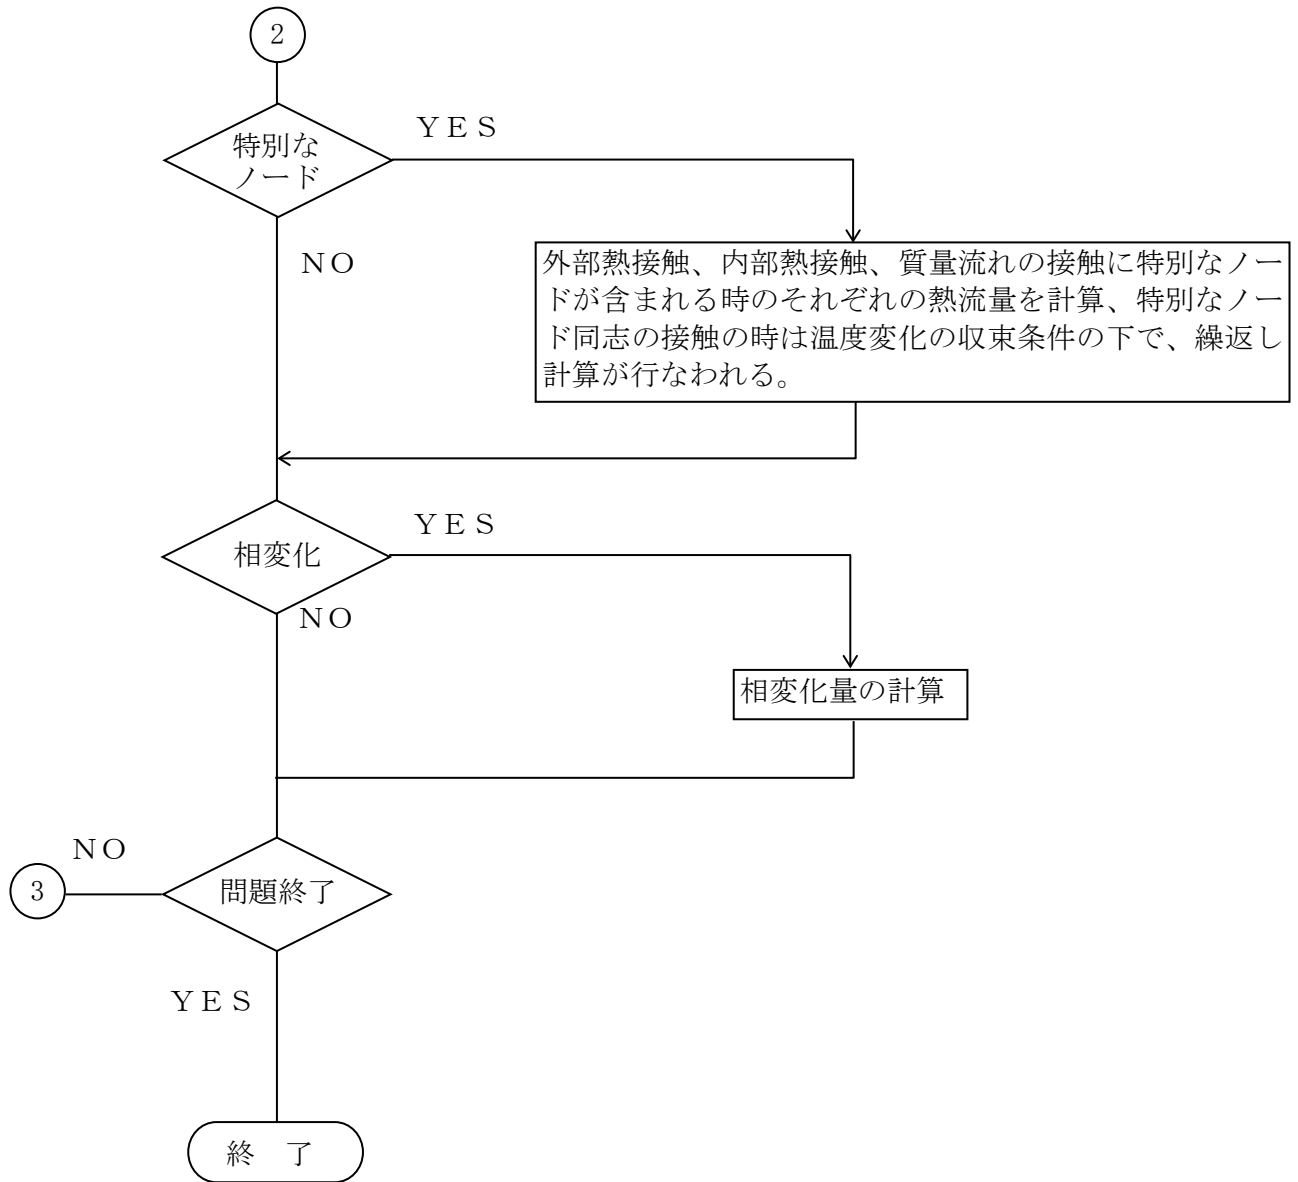 2
特別な
ノード
ＹＥＳ
ＮＯ
外部熱接触、内部熱接触、質量流れの接触に特別なノー
ドが含まれる時のそれぞれの熱流量を計算、特別なノー
ド同志の接触の時は温度変化の収束条件の下で、繰返し
計算が行なわれる。
相変化
ＹＥＳ
ＮＯ
相変化量の計算
ＮＯ
3
問題終了
ＹＥＳ
終　了